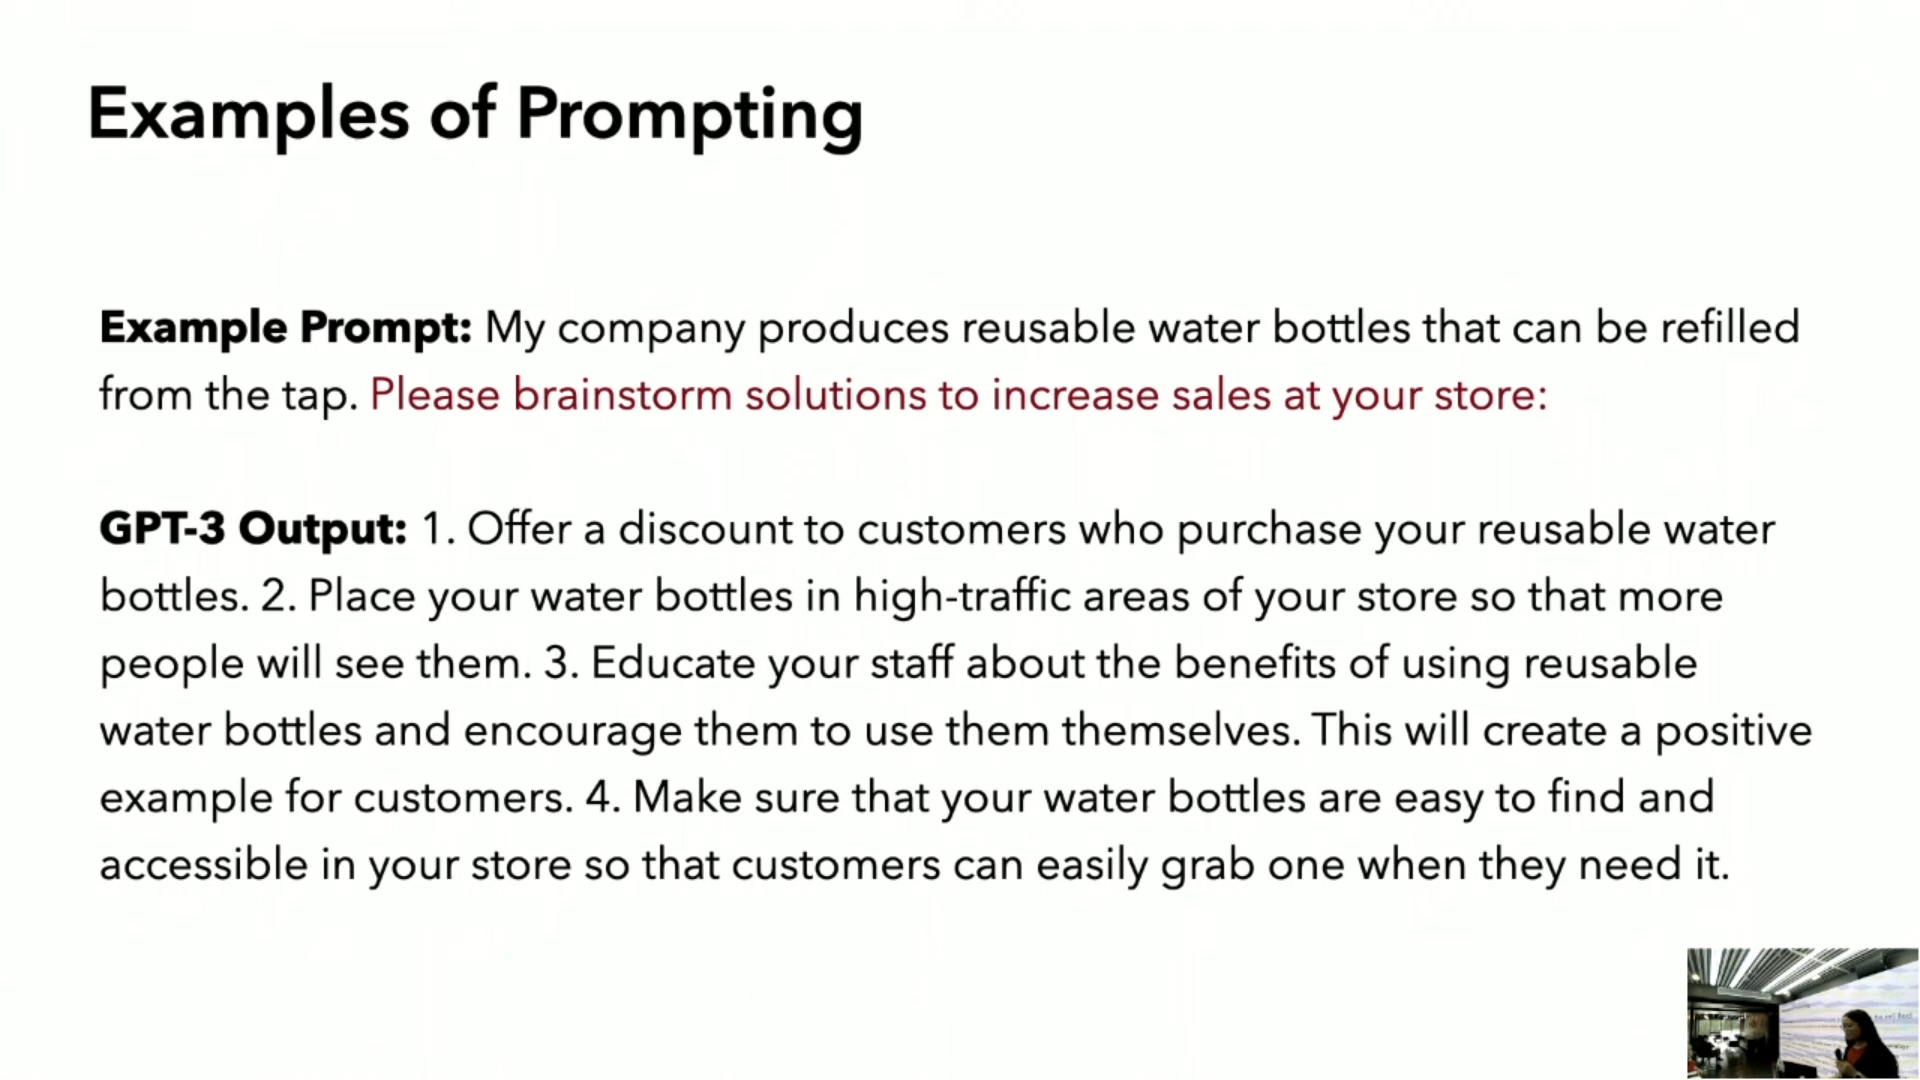 Examples of Prompting
Example Prompt: My company produces reusable water bottles that can be refilled
from the tap. Please brainstorm solutions to increase sales at your store:
GPT-3 Output: 1. Offer a discount to customers who purchase your reusable water
bottles. 2. Place your water bottles in high-traffic areas of your store so that more
people will see them. 3. Educate your staff about the benefits of using reusable
water bottles and encourage them to use them themselves. This will create a positive
example for customers. 4. Make sure that your water bottles are easy to find and
accessible in your store so that customers can easily grab one when they need it.